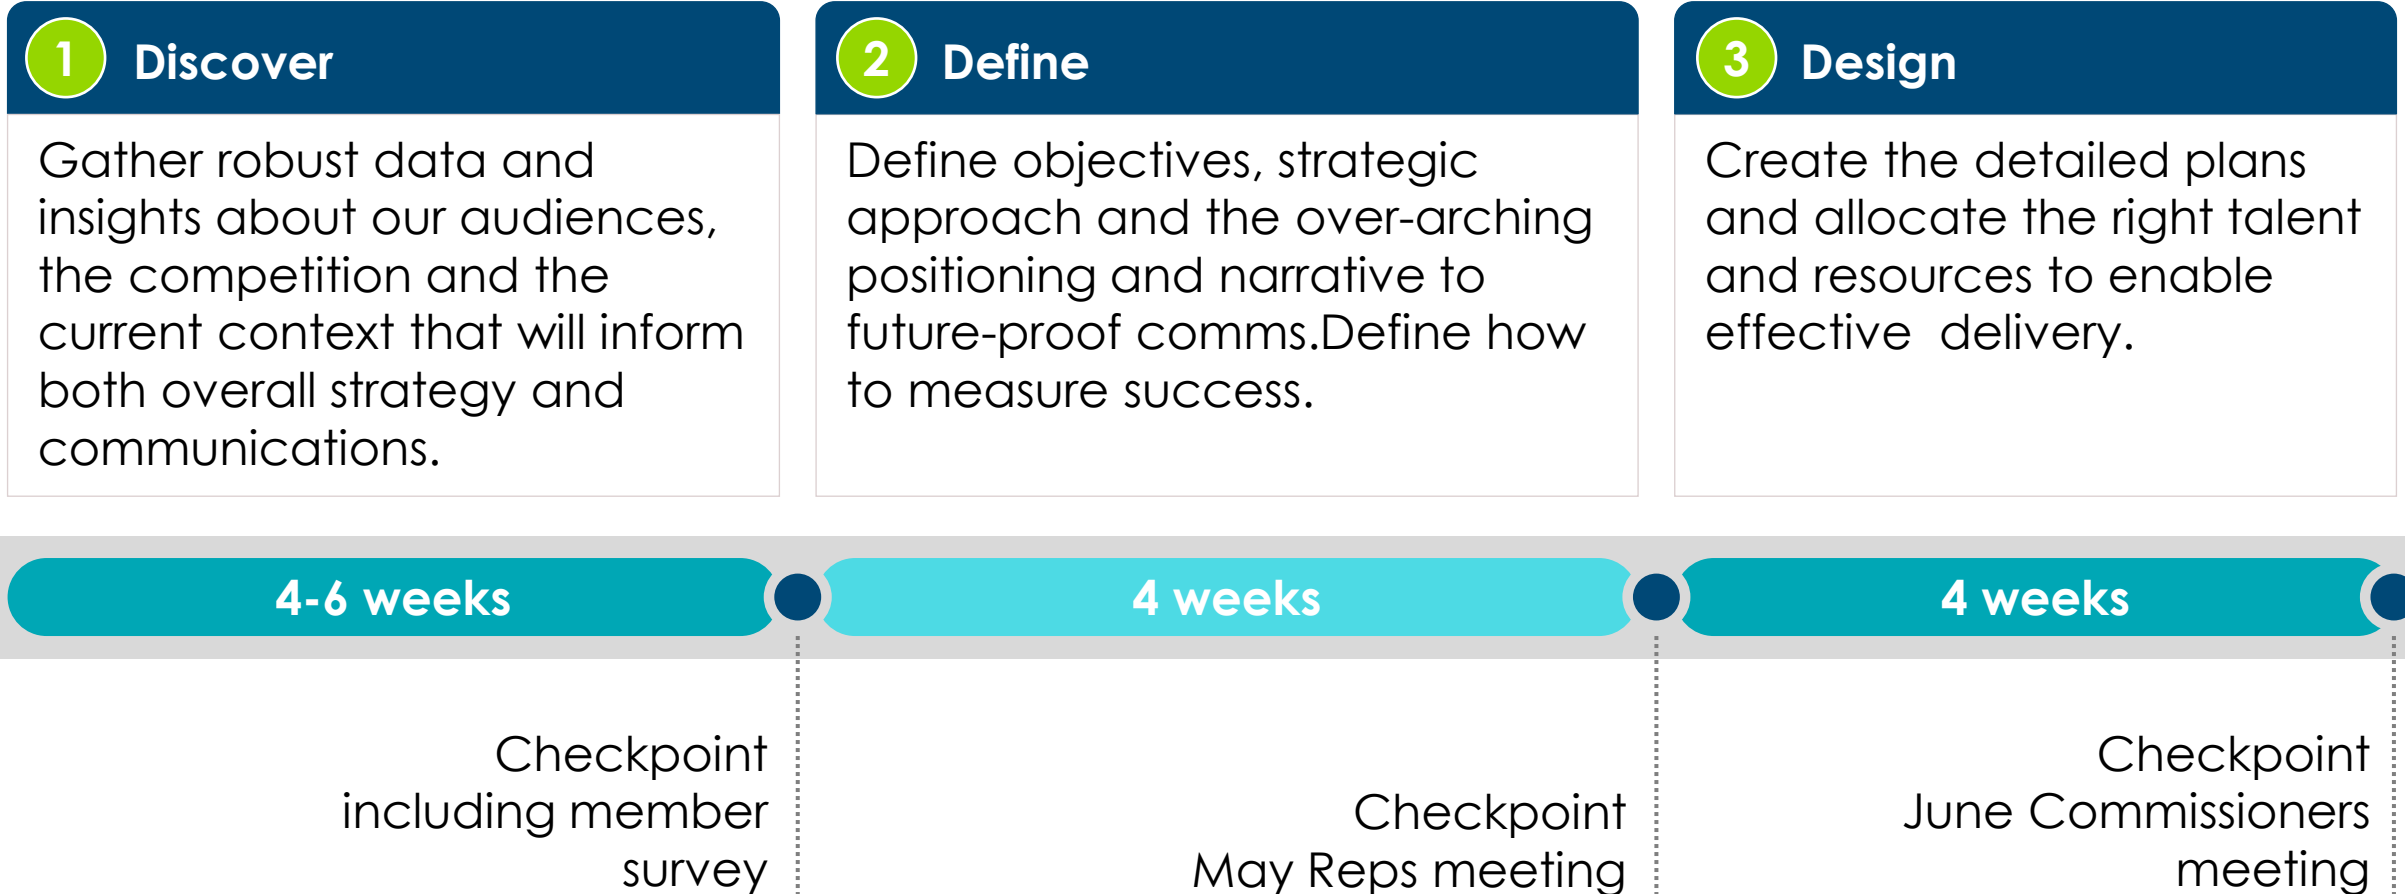 1 Discover
Gather robust data and
insights about our audiences,
the competition and the
current context that will inform
both overall strategy and
communications.
2 Define
Define objectives, strategic
approach and the over-arching
positioning and narrative to
future-proof comms.Define how
to measure success.
3 Design
Create the detailed plans
and allocate the right talent
and resources to enable
effective  delivery.
4-6 weeks
4 weeks
4 weeks
Checkpoint
including member
survey
Checkpoint
May Reps meeting
Checkpoint
June Commissioners
meeting